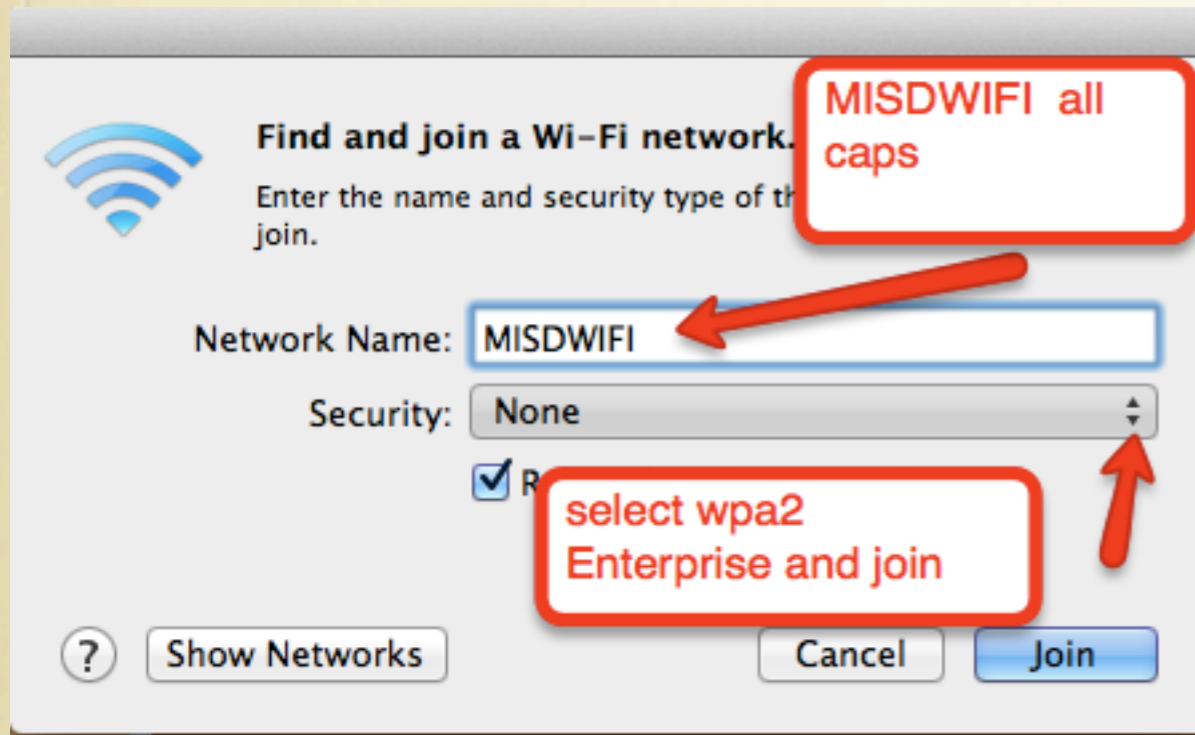 MISDWIFI all
caps
Find and join a Wi-Fi network.
Enter the name and security type of
join.
Network Name: MISDWIFI
Security: None
select wpa2
Enterprise and join
? Show Networks Cancel Join